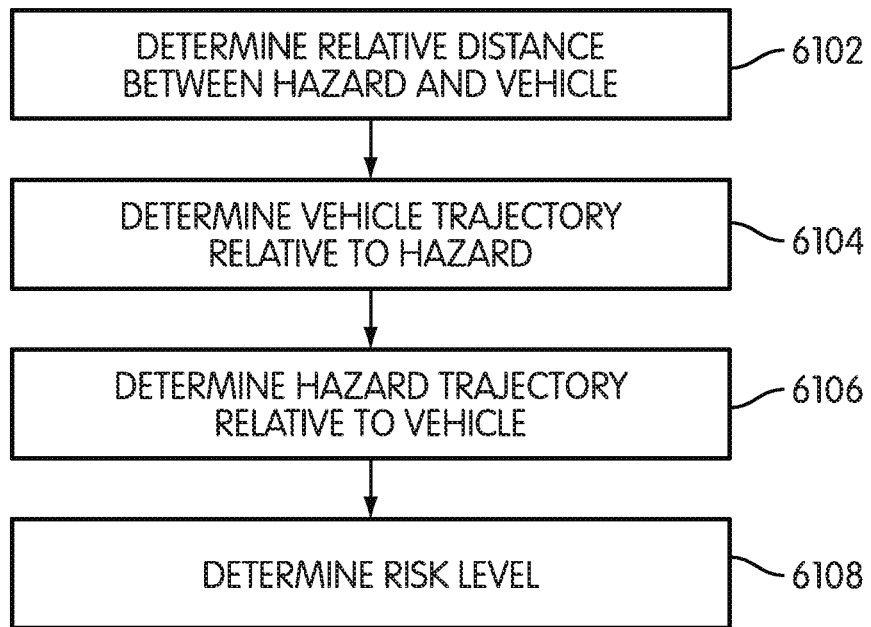 DETERMINE RELATIVE DISTANCE
BETWEEN HAZARD AND VEHICLE
6102
DETERMINE VEHICLE TRAJECTORY
RELATIVE TO HAZARD
6104
DETERMINE HAZARD TRAJECTORY
RELATIVE TO VEHICLE
6106
DETERMINE RISK LEVEL
6108